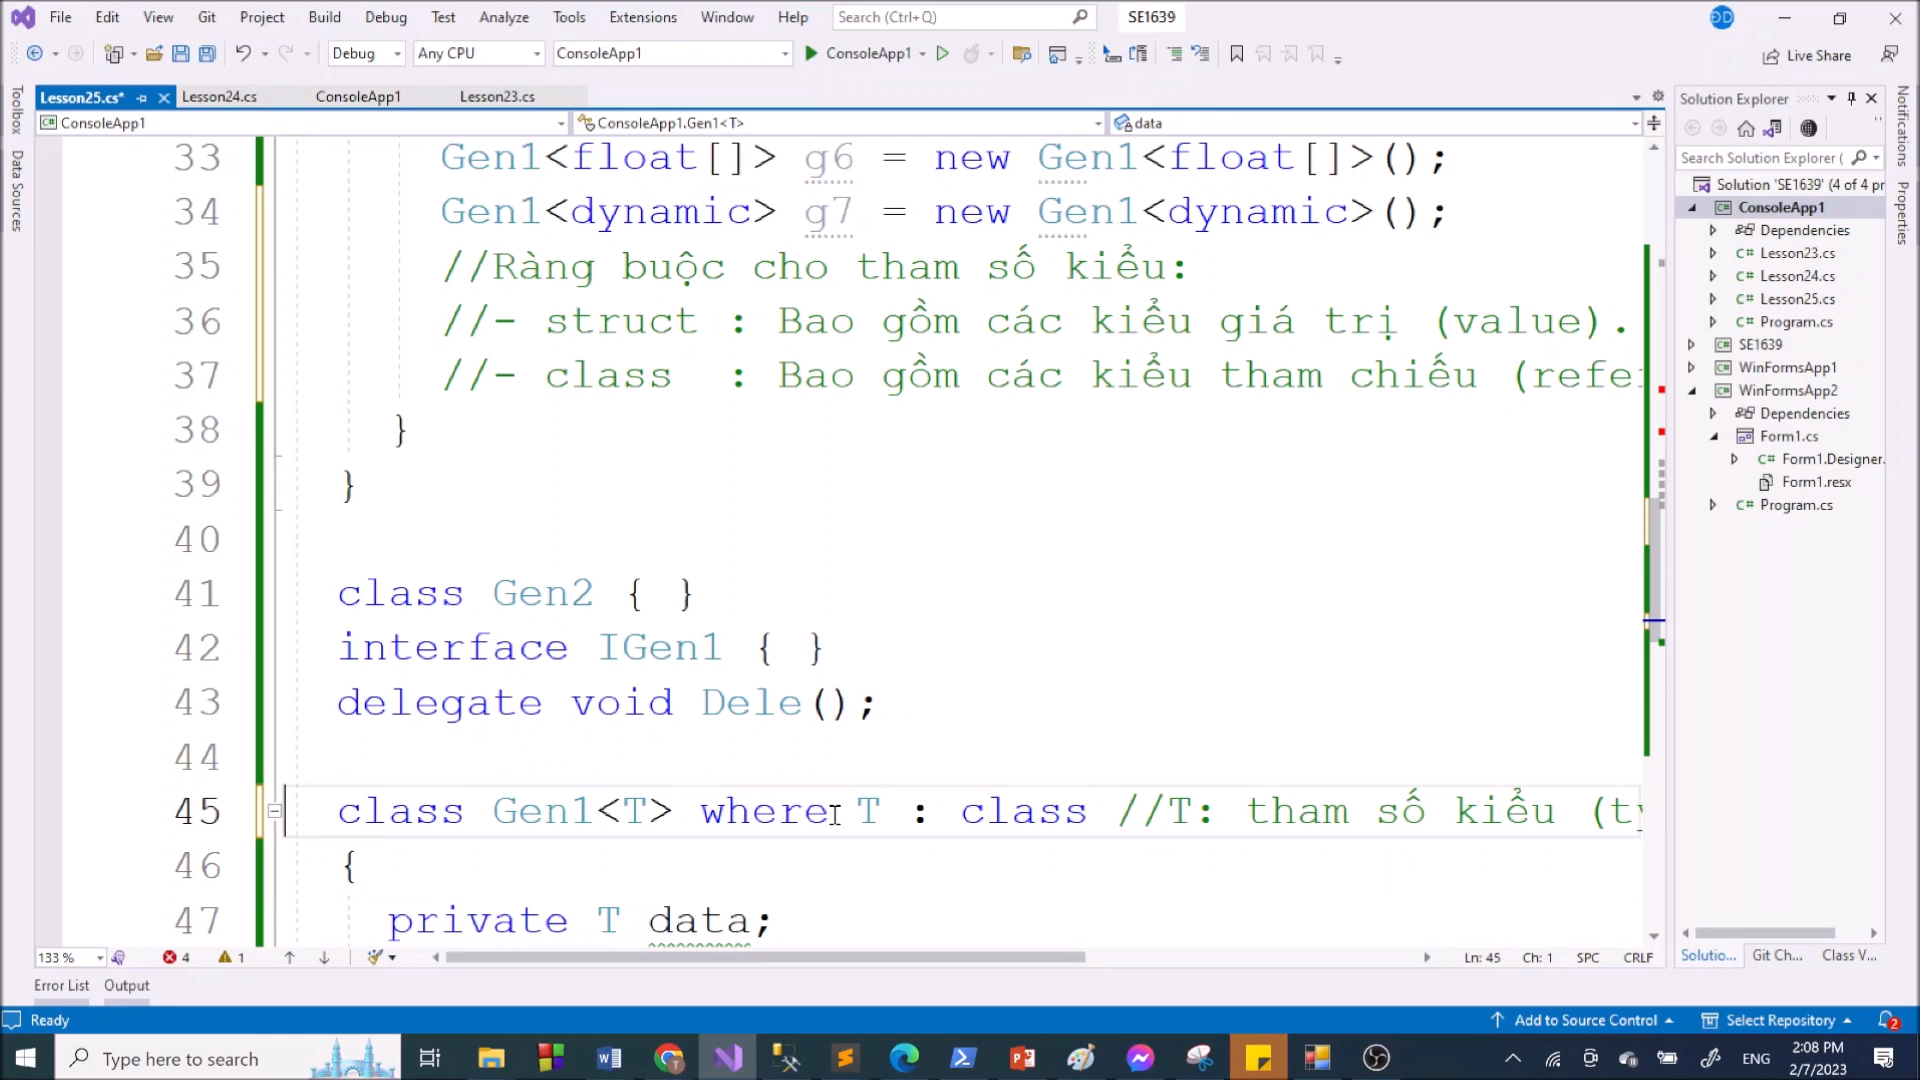 File Edit View Git Project Build Debug Test Analyze Tools Extensions Window Help Search (Ctrl+Q) SE1639 ĐD
Debug Any CPU ConsoleApp1 ConsoleApp1 Live Share
Lesson25.cs* Lesson24.cs ConsoleApp1 Lesson23.cs
ConsoleApp1 ConsoleApp1.Gen1<T> data
Toolbox
Data Sources
33 Gen1<float[]> g6 = new Gen1<float[]>();
34 Gen1<dynamic> g7 = new Gen1<dynamic>();
35 //Ràng buộc cho tham số kiểu:
36 //- struct : Bao gồm các kiểu giá trị (value).
37 //- class  : Bao gồm các kiểu tham chiếu (refe
38 }
39 }
40
41 class Gen2 { }
42 interface IGen1 { }
43 delegate void Dele();
44
45 class Gen1<T> where T : class //T: tham số kiểu (ty
46 {
47 private T data;
133 % 4 1 Ln: 45 Ch: 1 SPC CRLF
Error List Output
Solution Explorer
Search Solution Explorer (
Solution 'SE1639' (4 of 4 pr
ConsoleApp1
Dependencies
Lesson23.cs
Lesson24.cs
Lesson25.cs
Program.cs
SE1639
WinFormsApp1
WinFormsApp2
Dependencies
Form1.cs
Form1.Designer.
Form1.resx
Program.cs
Solutio... Git Ch... Class V...
Notifications
Properties
Ready Add to Source Control Select Repository 2
Type here to search ENG 2:08 PM
2/7/2023